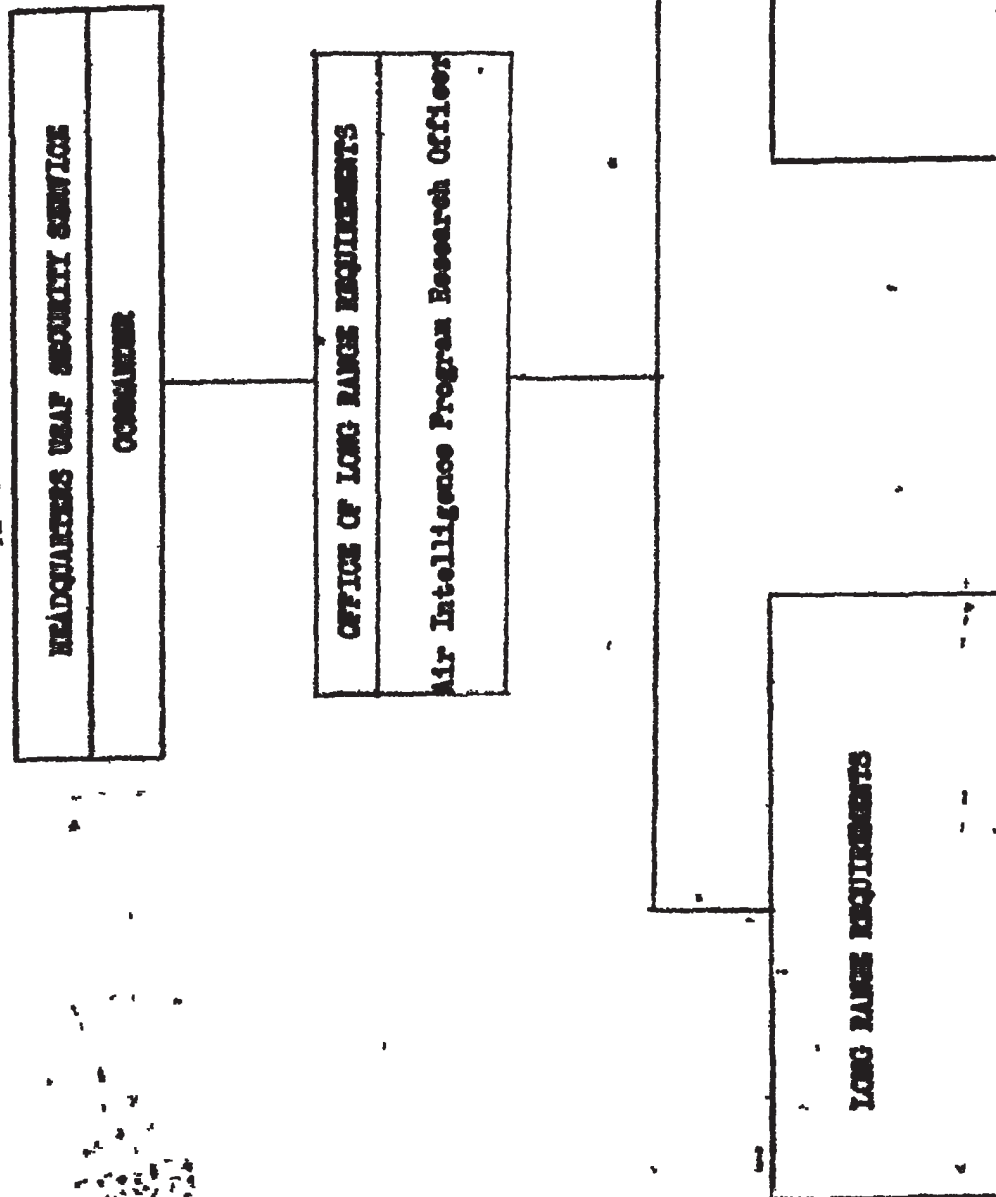 HEADQUARTERS USAF SECURITY SERVICE
COMMANDER
OFFICE OF LONG RANGE REQUIREMENTS
Air Intelligence Program Research Officer
LONG RANGE REQUIREMENTS